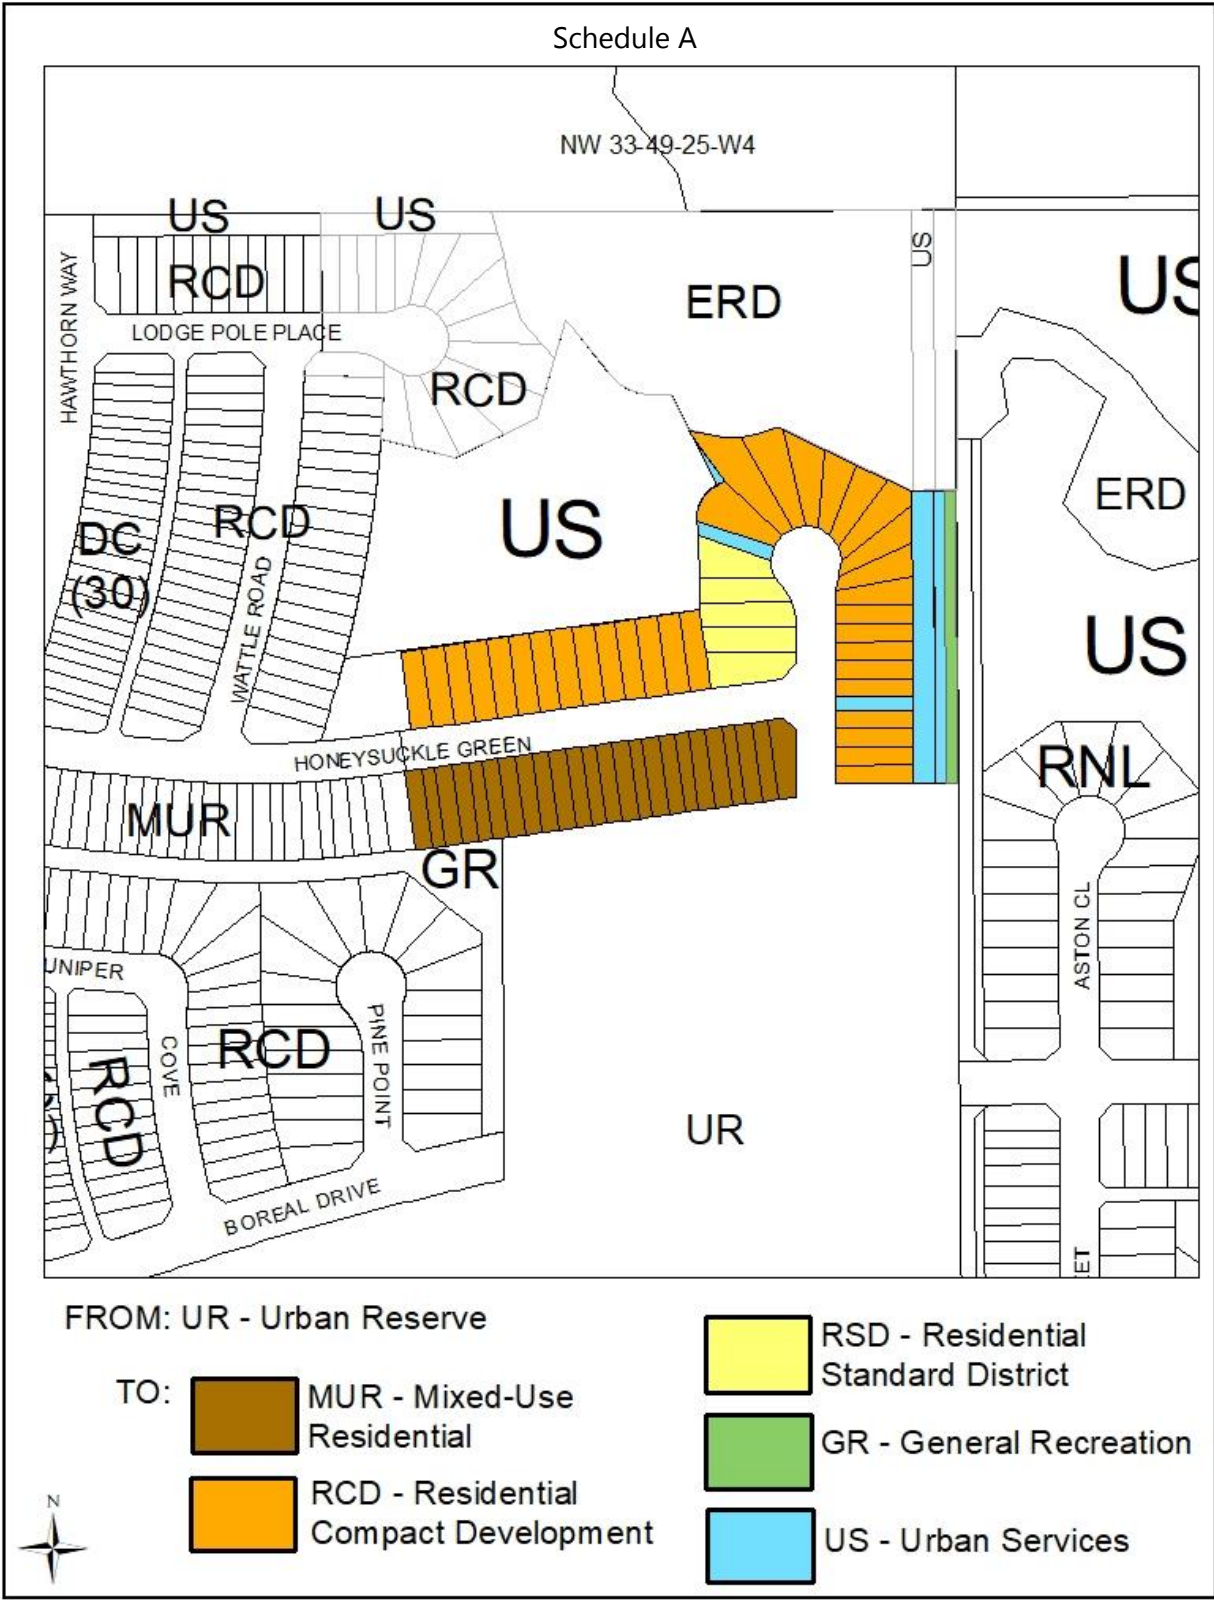 Schedule A
NW 33-49-25-W4
US
US
US
US
HAWTHORN WAY
RCD
ERD
LODGE POLE PLACE
RCD
ERD
DC
(30)
RCD
US
WATTLE ROAD
US
HONEYSUCKLE GREEN
RNL
MUR
GR
ASTON CL
UNIPER
COVE
PINE POINT
RCD
RCD
UR
BOREAL DRIVE
EET
FROM: UR - Urban Reserve
TO:
MUR - Mixed-Use
Residential
RCD - Residential
Compact Development
RSD - Residential
Standard District
GR - General Recreation
US - Urban Services
N